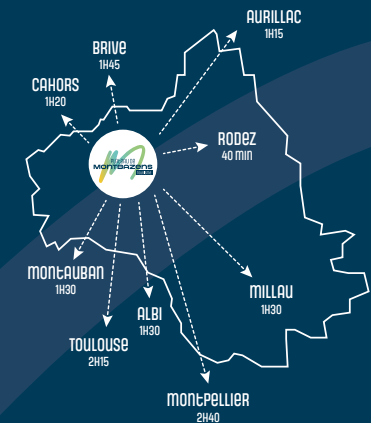 AURILLAC
1H15
BRIVE
1H45
CAHORS
1H20
RODEZ
40 MIN
MONTBAZENS
MONTAUBAN
1H30
MILLAU
1H30
ALBI
1H30
TOULOUSE
2H15
MONTPELLIER
2H40